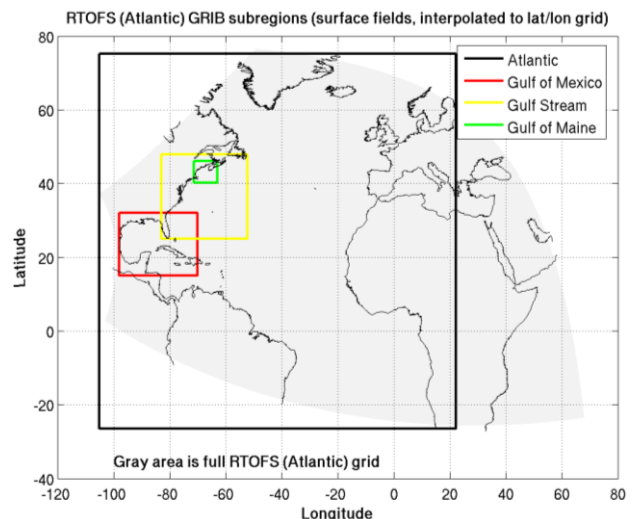 RTOFS (Atlantic) GRIB subregions (surface fields, interpolated to lat/lon grid)
80
60
40
20
0
-20
-40
Latitude
Atlantic
Gulf of Mexico
Gulf Stream
Gulf of Maine
Gray area is full RTOFS (Atlantic) grid
-120 -100 -80 -60 -40 -20 0 20 40 60 80
Longitude